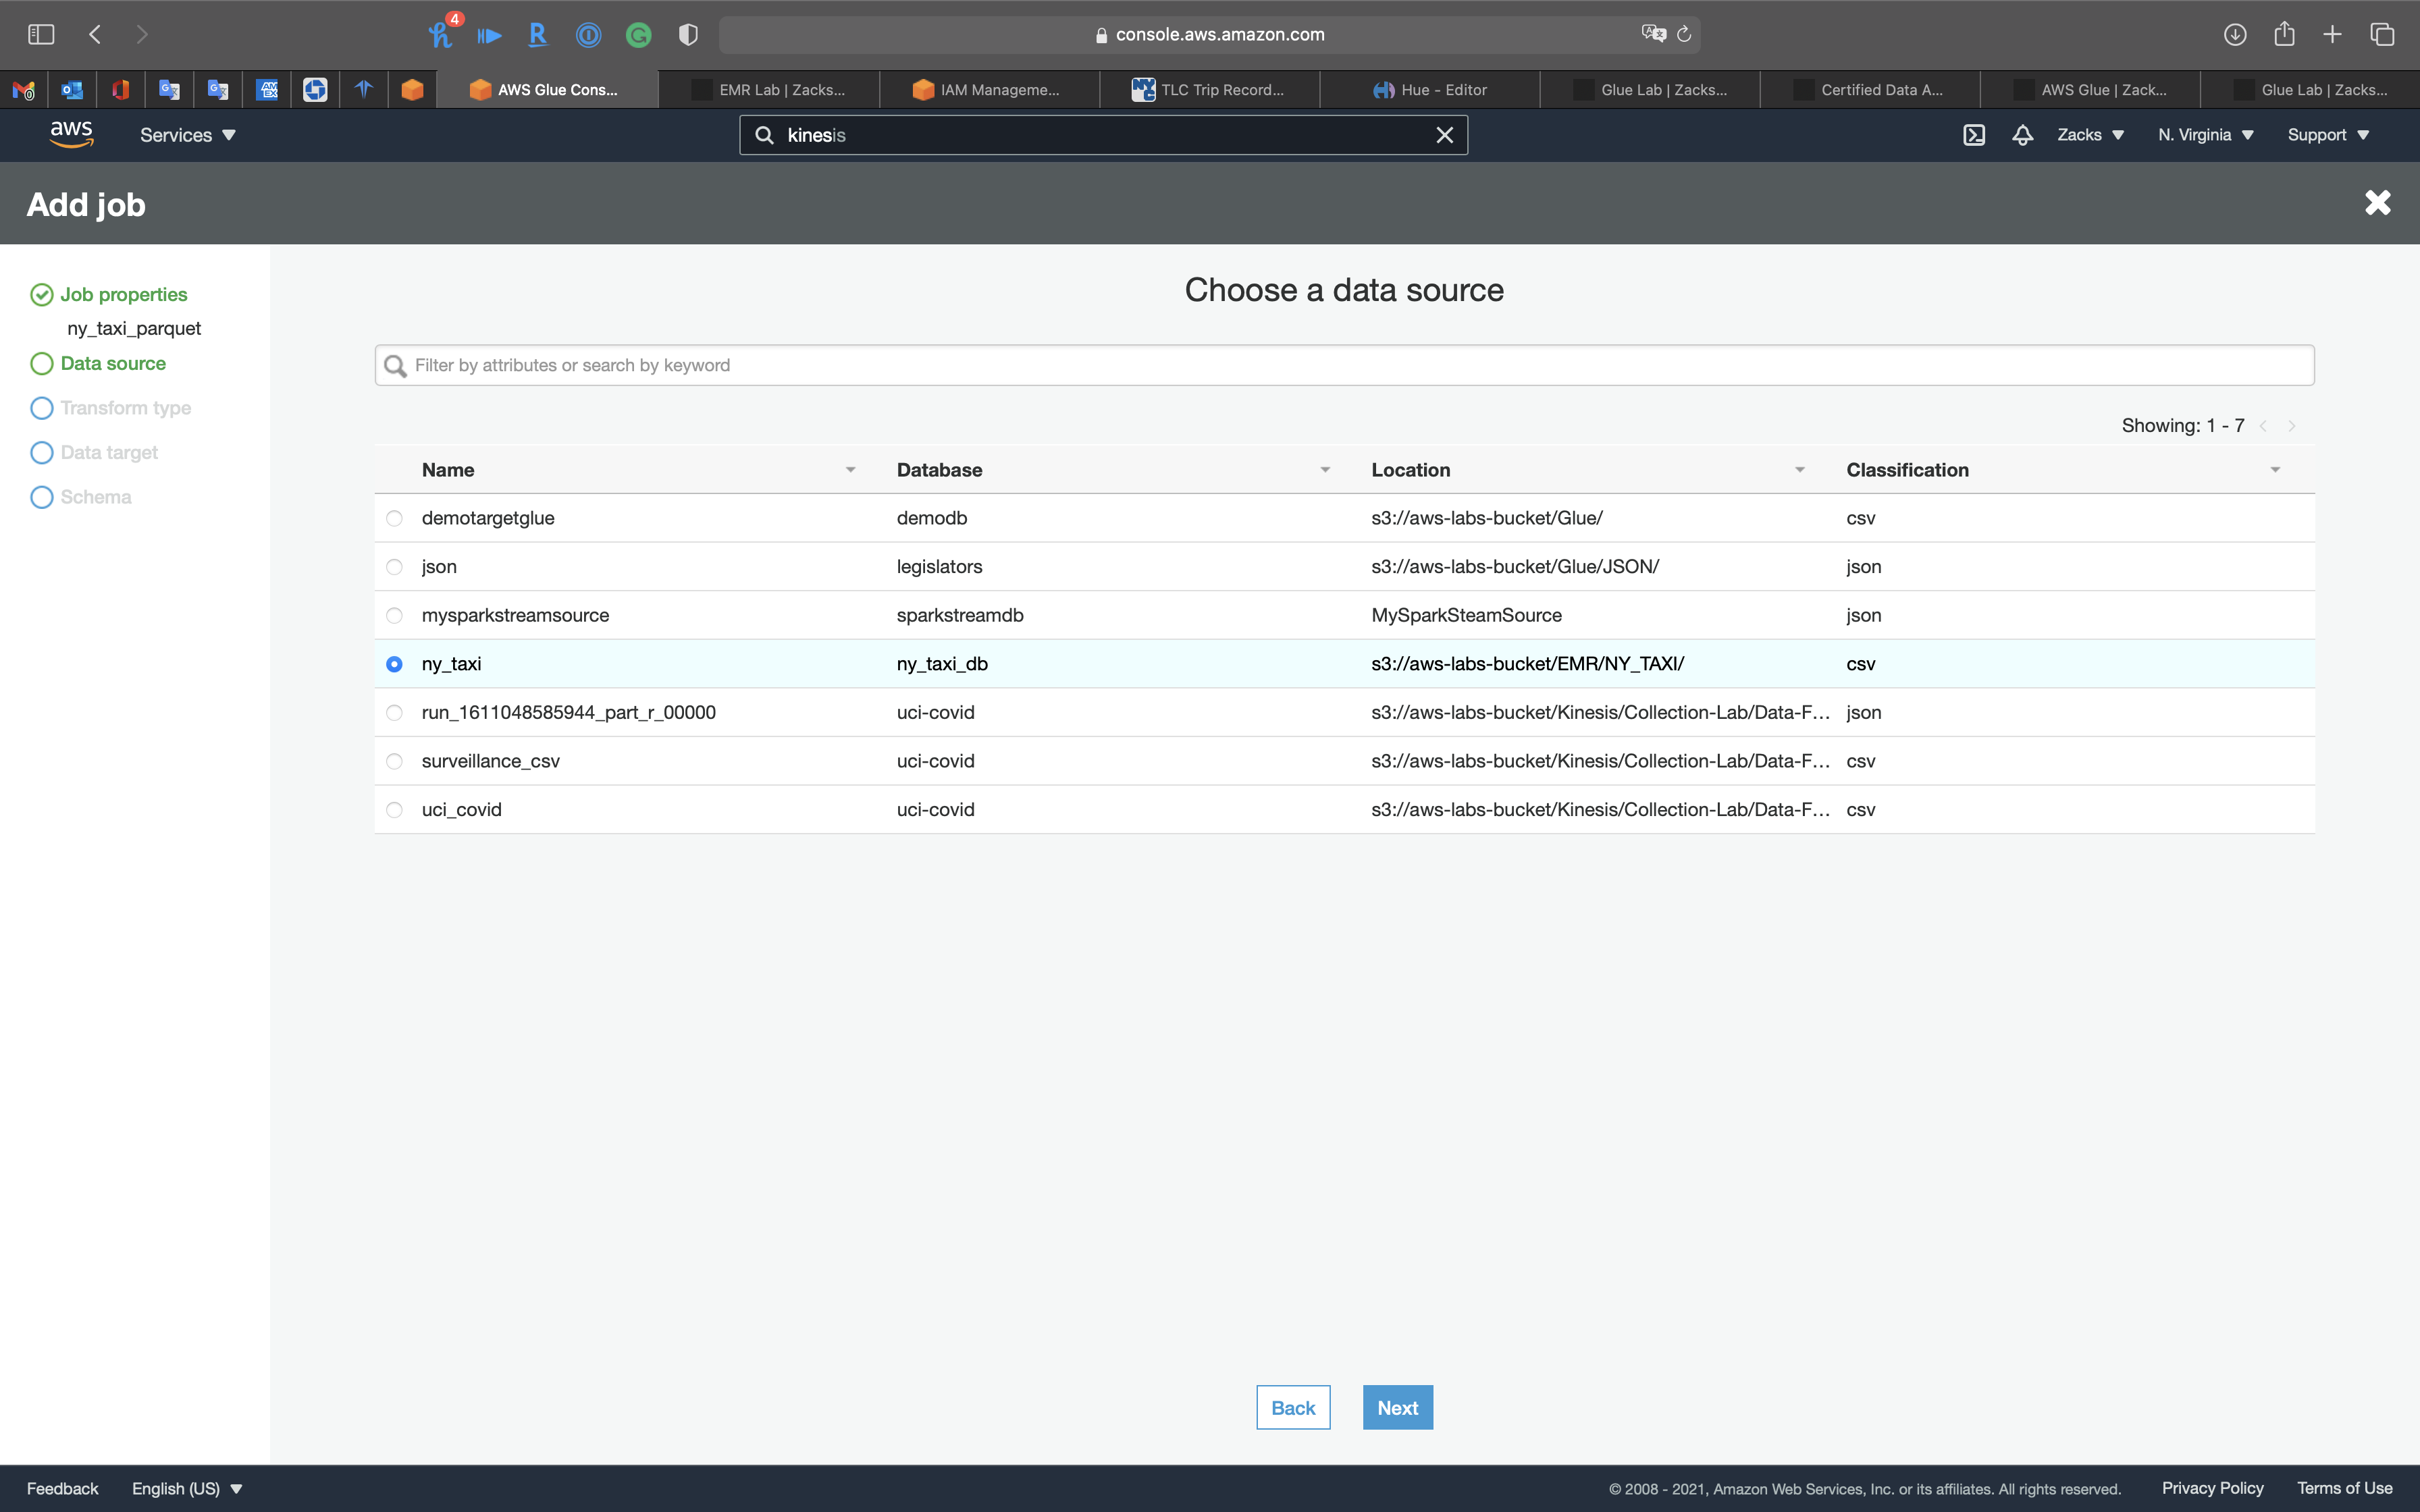 4
console.aws.amazon.com
0
AWS Glue Cons...
EMR Lab | Zacks...
IAM Manageme...
TLC Trip Record...
Hue - Editor
Glue Lab | Zacks...
Certified Data A...
AWS Glue | Zack...
Glue Lab | Zacks...
aws
Services
kinesis
Zacks
N. Virginia
Support
Add job
Job properties
ny_taxi_parquet
Data source
Transform type
Data target
Schema
Choose a data source
Filter by attributes or search by keyword
Showing: 1 - 7
Name Database Location Classification
demotargetglue demodb s3://aws-labs-bucket/Glue/ csv
json legislators s3://aws-labs-bucket/Glue/JSON/ json
mysparkstreamsource sparkstreamdb MySparkSteamSource json
ny_taxi ny_taxi_db s3://aws-labs-bucket/EMR/NY_TAXI/ csv
run_1611048585944_part_r_00000 uci-covid s3://aws-labs-bucket/Kinesis/Collection-Lab/Data-F... json
surveillance_csv uci-covid s3://aws-labs-bucket/Kinesis/Collection-Lab/Data-F... csv
uci_covid uci-covid s3://aws-labs-bucket/Kinesis/Collection-Lab/Data-F... csv
Back Next
Feedback English (US)
© 2008 - 2021, Amazon Web Services, Inc. or its affiliates. All rights reserved. Privacy Policy Terms of Use